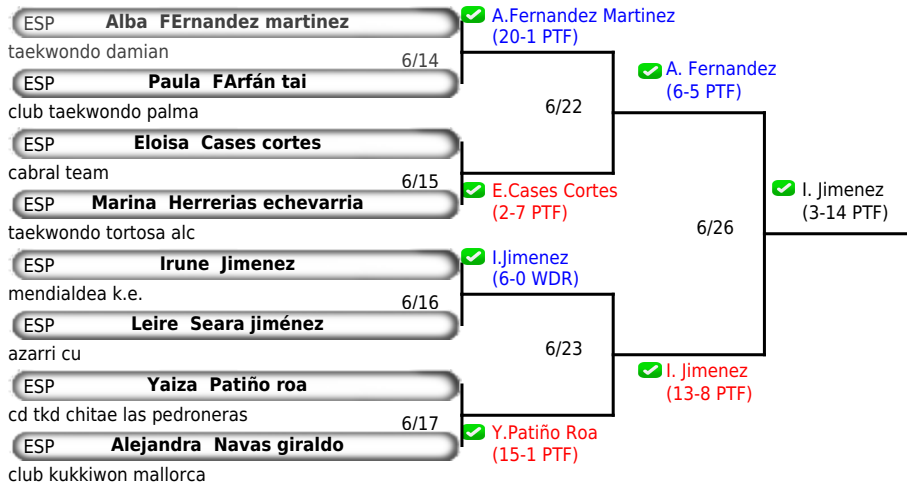 ESP Alba FErnandez martinez
A.Fernandez Martinez
(20-1 PTF)
taekwondo damian
6/14
ESP Paula FArfán tai
club taekwondo palma
A. Fernandez
(6-5 PTF)
6/22
ESP Eloisa Cases cortes
cabral team
6/15
ESP Marina Herrerias echevarria
taekwondo tortosa alc
E.Cases Cortes
(2-7 PTF)
I. Jimenez
(3-14 PTF)
6/26
ESP Irune Jimenez
I.Jimenez
(6-0 WDR)
mendialdea k.e.
6/16
ESP Leire Seara jiménez
azarri cu
6/23
I. Jimenez
(13-8 PTF)
ESP Yaiza Patiño roa
cd tkd chitae las pedroneras
6/17
ESP Alejandra Navas giraldo
club kukkiwon mallorca
Y.Patiño Roa
(15-1 PTF)